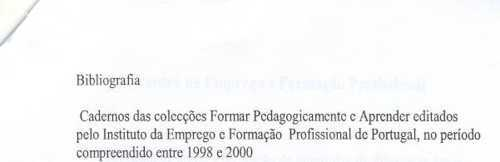 Bibliografia
Cadernos das colecções Formar Pedagogicamente e Aprender editados
pelo Instituto da Emprego e Formação Profissional de Portugal, no período
compreendido entre 1998 e 2000